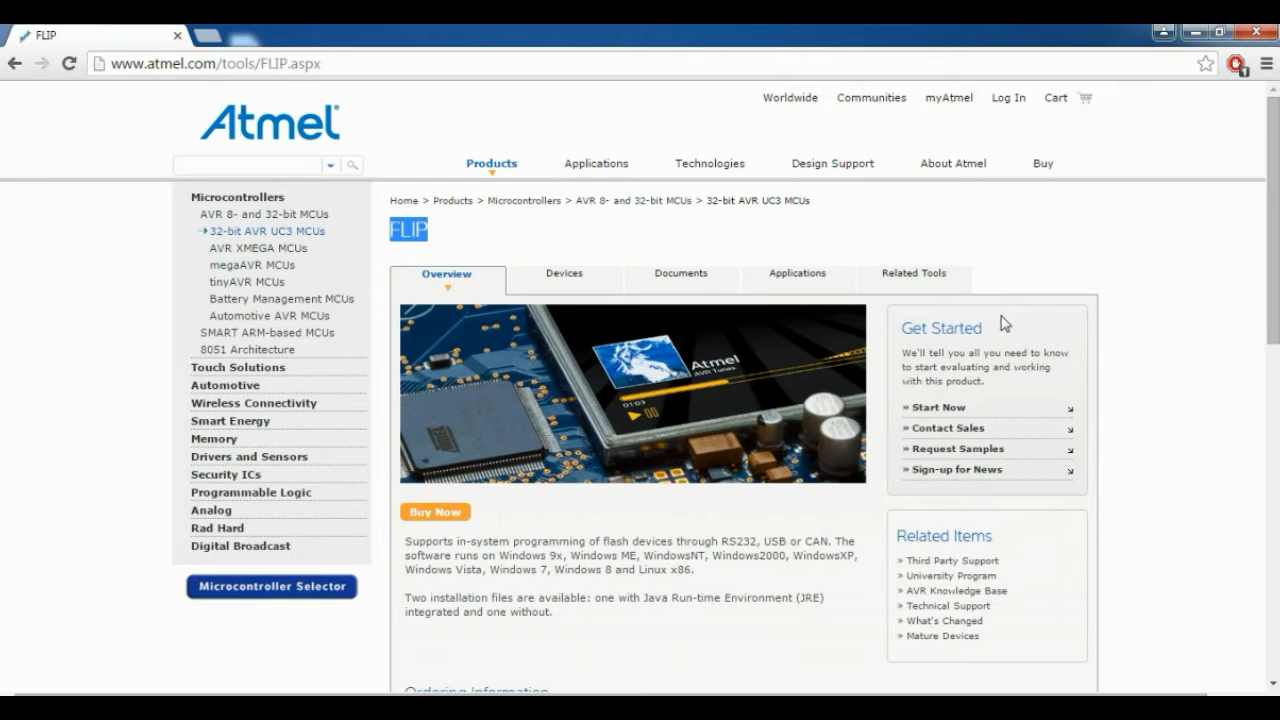 FLIP
www.atmel.com/tools/FLIP.aspx
1
Worldwide Communities myAtmel Log In Cart
Atmel
Products Applications Technologies Design Support About Atmel Buy
Microcontrollers
AVR 8- and 32-bit MCUs
32-bit AVR UC3 MCUs
AVR XMEGA MCUs
megaAVR MCUs
tinyAVR MCUs
Battery Management MCUs
Automotive AVR MCUs
SMART ARM-based MCUs
8051 Architecture
Touch Solutions
Automotive
Wireless Connectivity
Smart Energy
Memory
Drivers and Sensors
Security ICs
Programmable Logic
Analog
Rad Hard
Digital Broadcast
Microcontroller Selector
Home > Products > Microcontrollers > AVR 8- and 32-bit MCUs > 32-bit AVR UC3 MCUs
FLIP
Overview Devices Documents Applications Related Tools
Atmel
AVR Tunes
01:03
Buy Now
Supports in-system programming of flash devices through RS232, USB or CAN. The
software runs on Windows 9x, Windows ME, WindowsNT, Windows2000, WindowsXP,
Windows Vista, Windows 7, Windows 8 and Linux x86.
Two installation files are available: one with Java Run-time Environment (JRE)
integrated and one without.
Ordering Information
Get Started
We'll tell you all you need to know
to start evaluating and working
with this product.
» Start Now
» Contact Sales
» Request Samples
» Sign-up for News
Related Items
» Third Party Support
» University Program
» AVR Knowledge Base
» Technical Support
» What's Changed
» Mature Devices